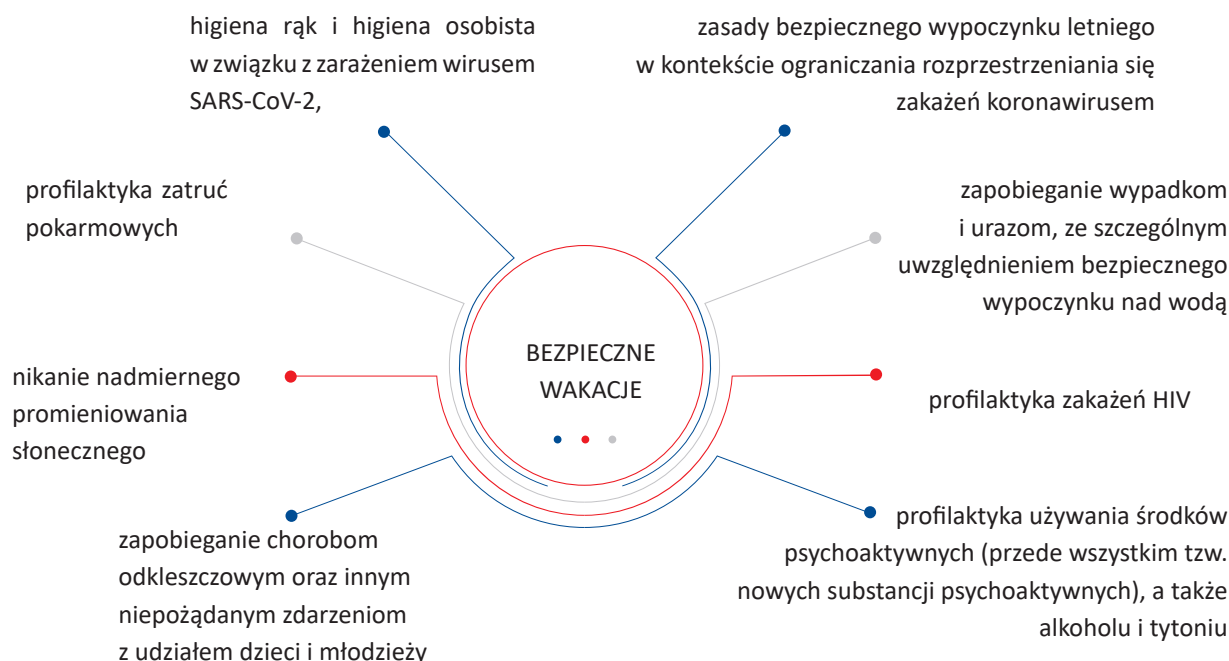 higiena rąk i higiena osobista
w związku z zarażeniem wirusem
SARS-CoV-2,
zasady bezpiecznego wypoczynku letniego
w kontekście ograniczania rozprzestrzeniania się
zakażeń koronawirusem
profilaktyka zatruć
pokarmowych
zapobieganie wypadkom
i urazom, ze szczególnym
uwzględnieniem bezpiecznego
wypoczynku nad wodą
BEZPIECZNE
WAKACJE
nikanie nadmiernego
promieniowania
słonecznego
profilaktyka zakażeń HIV
zapobieganie chorobom
odkleszczowym oraz innym
niepożądanym zdarzeniom
z udziałem dzieci i młodzieży
profilaktyka używania środków
psychoaktywnych (przede wszystkim tzw.
nowych substancji psychoaktywnych), a także
alkoholu i tytoniu